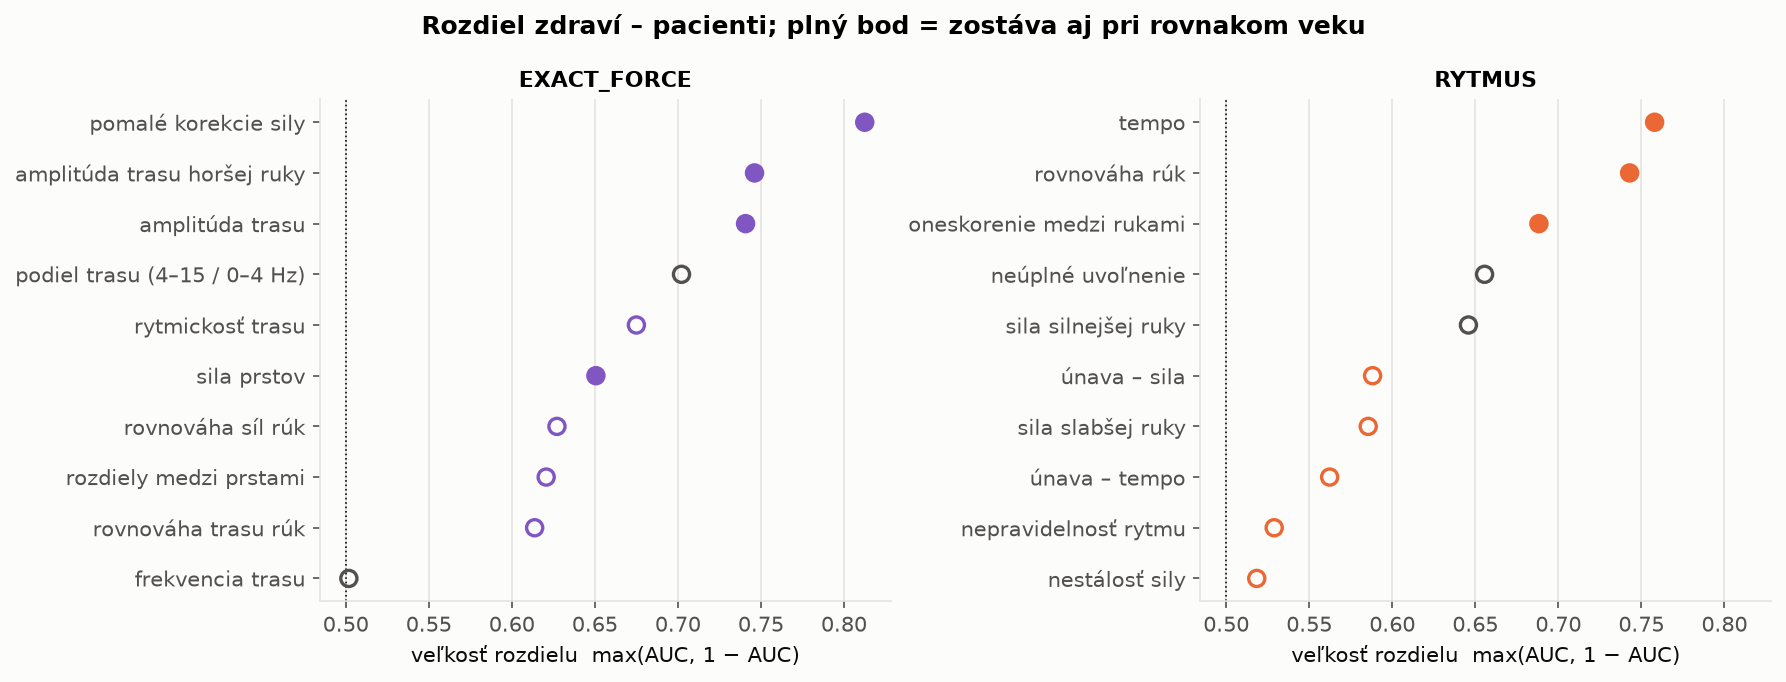 Rozdiel zdraví – pacienti; plný bod = zostáva aj pri rovnakom veku
EXACT_FORCE
pomalé korekcie sily
amplitúda trasu horšej ruky
amplitúda trasu
podiel trasu (4–15 / 0–4 Hz)
rytmickosť trasu
sila prstov
rovnováha síl rúk
rozdiely medzi prstami
rovnováha trasu rúk
frekvencia trasu
0.50 0.55 0.60 0.65 0.70 0.75 0.80
veľkosť rozdielu  max(AUC, 1 − AUC)
RYTMUS
tempo
rovnováha rúk
oneskorenie medzi rukami
neúplné uvoľnenie
sila silnejšej ruky
únava – sila
sila slabšej ruky
únava – tempo
nepravidelnosť rytmu
nestálosť sily
0.50 0.55 0.60 0.65 0.70 0.75 0.80
veľkosť rozdielu  max(AUC, 1 − AUC)